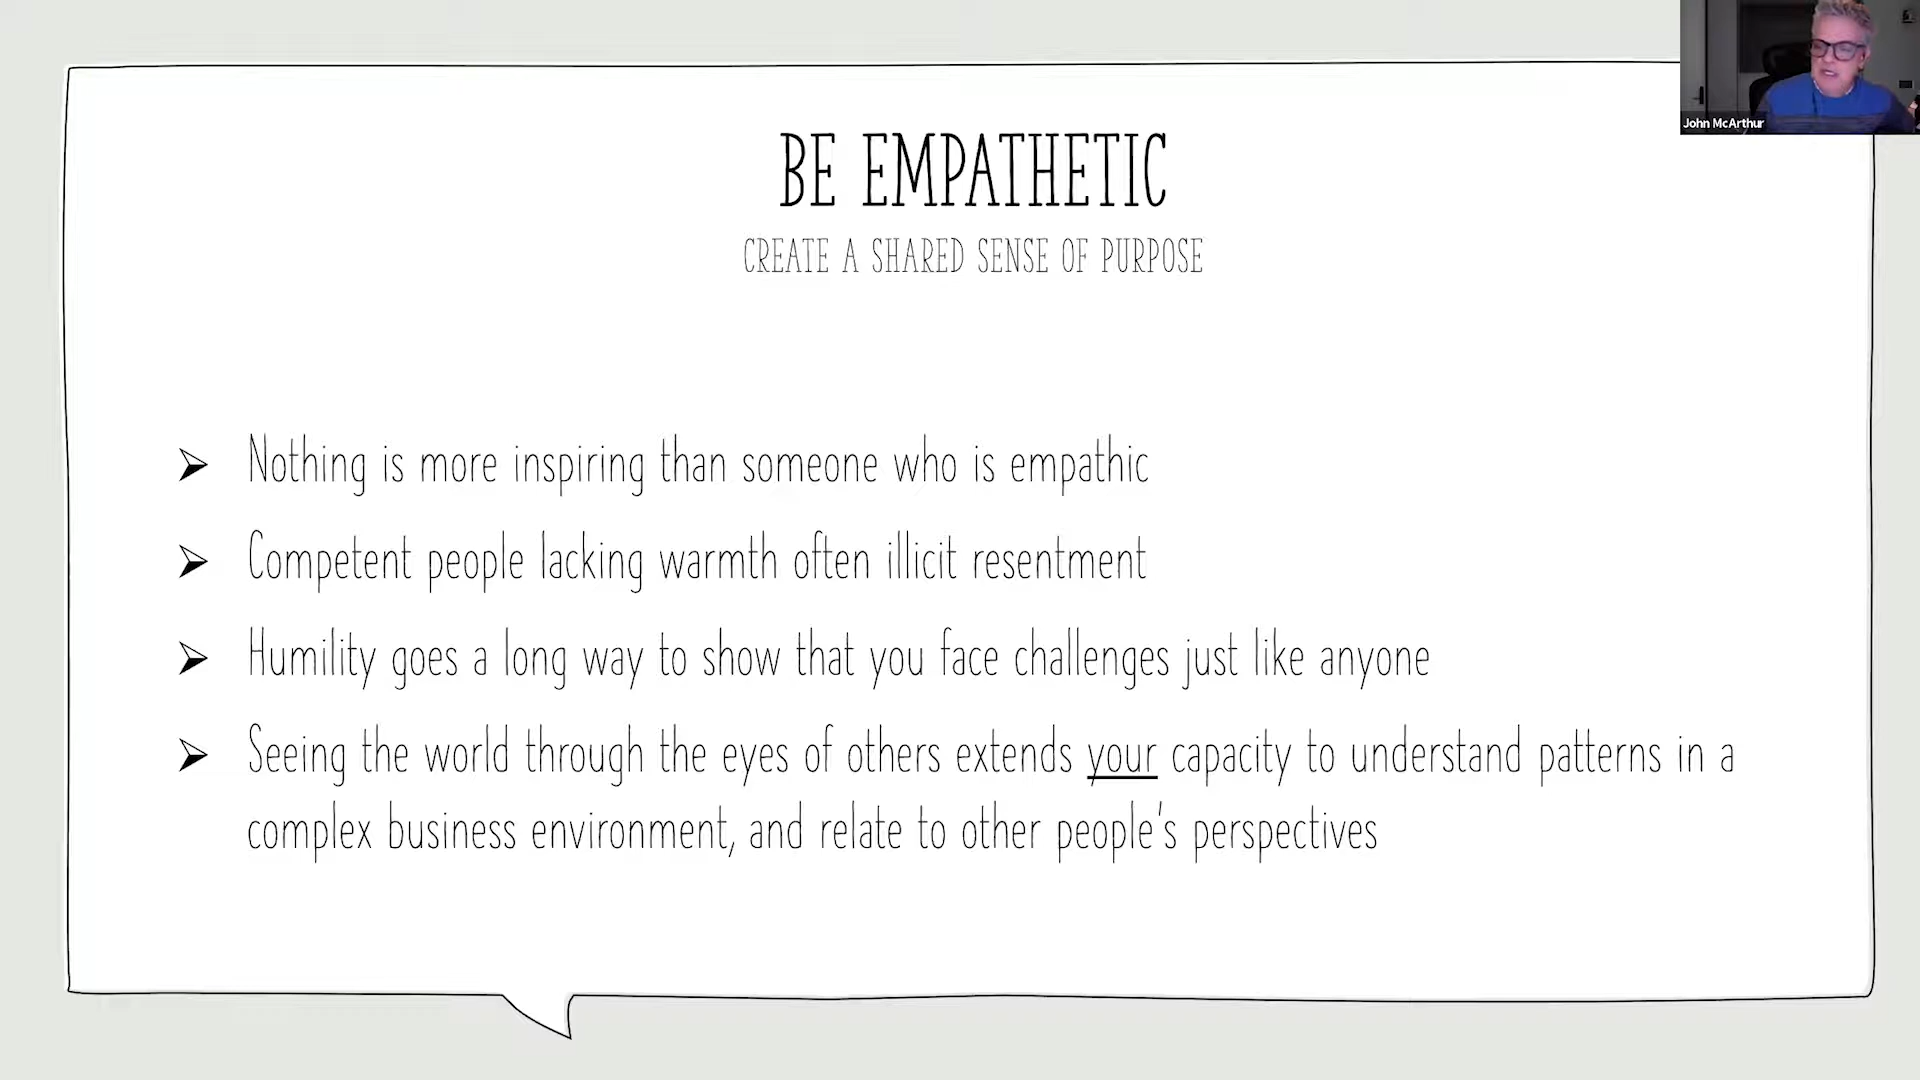 John McArthur
BE EMPATHETIC
CREATE A SHARED SENSE OF PURPOSE
Nothing is more inspiring than someone who is empathic
Competent people lacking warmth often illicit resentment
Humility goes a long way to show that you face challenges just like anyone
Seeing the world through the eyes of others extends your capacity to understand patterns in a
complex business environment, and relate to other people's perspectives